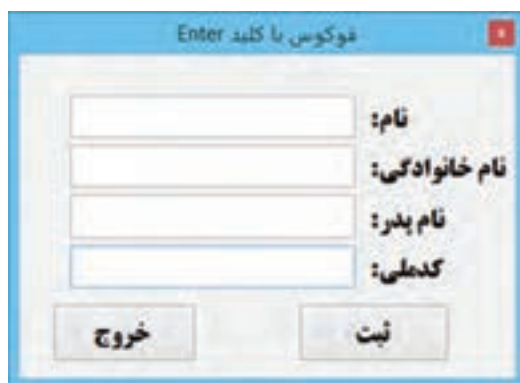 فوکوس با کلید Enter
نام:
نام خانوادگی:
نام پدر:
کدملی:
ثبت
خروج